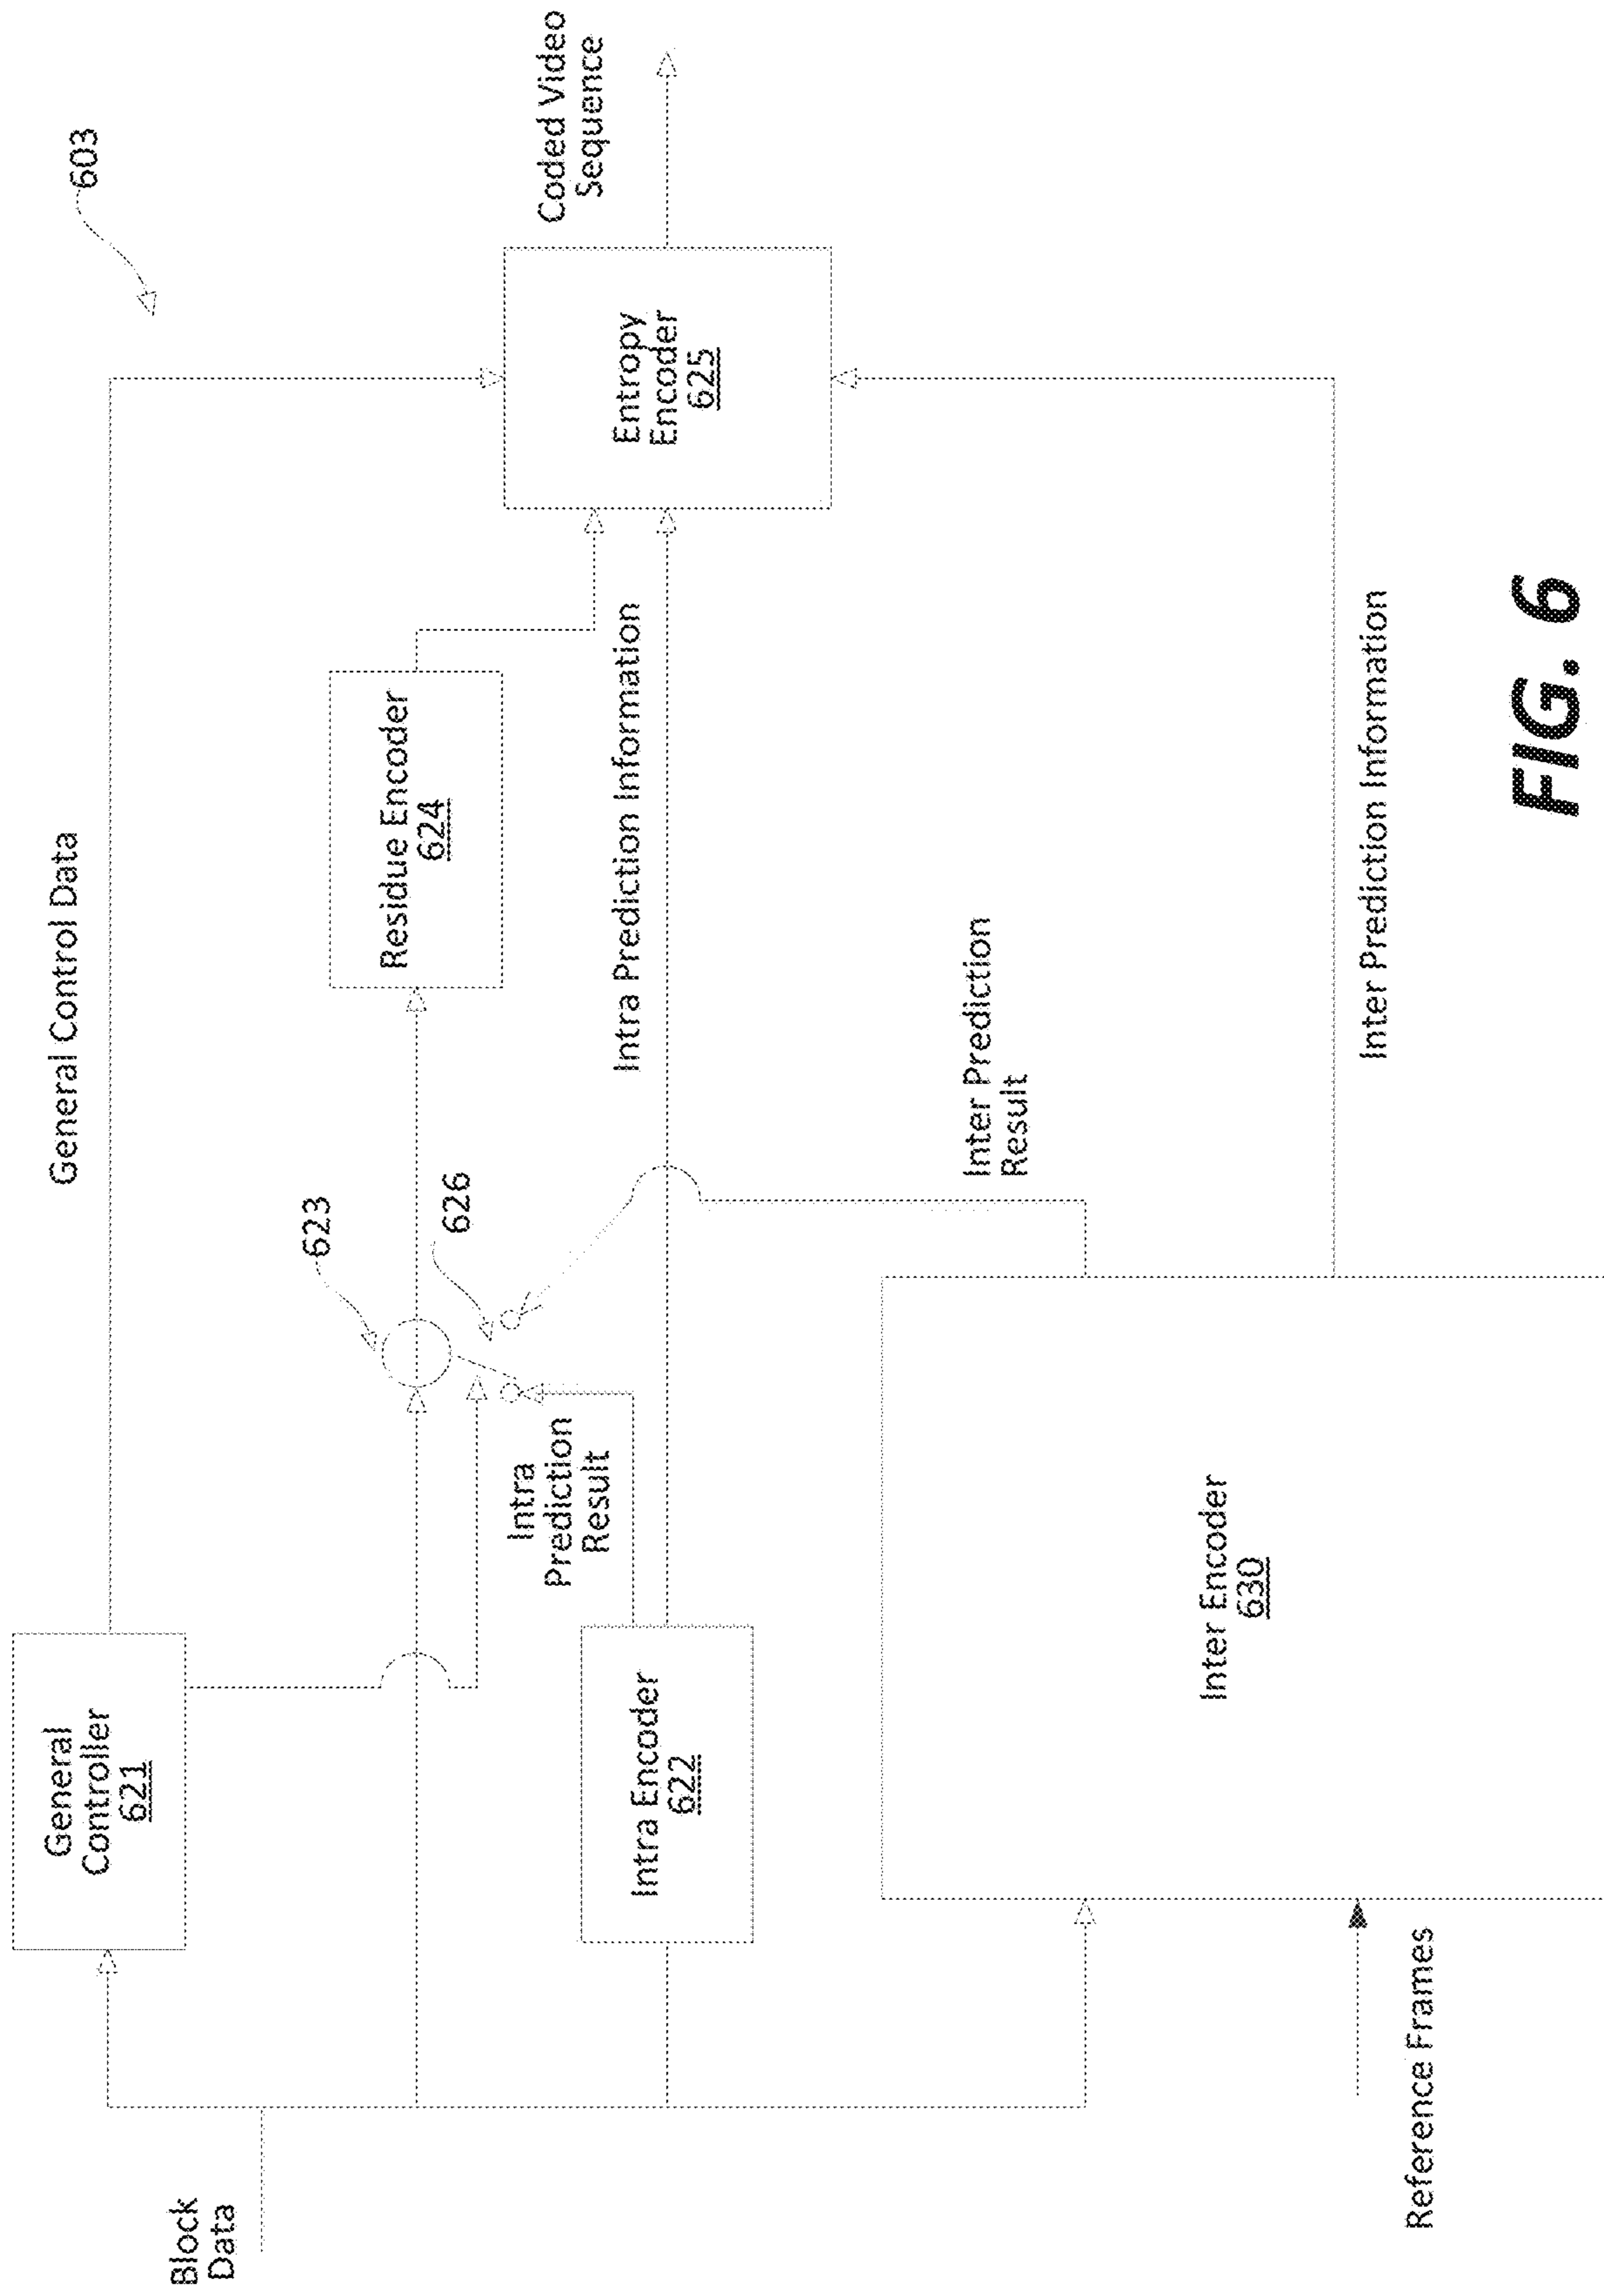 603
General Control Data
General
Controller
621
Block
Data
623
626
Residue Encoder
624
Coded Video
Sequence
Entropy
Encoder
625
Intra
Prediction
Result
Intra Prediction Information
Intra Encoder
622
Inter Prediction
Result
Inter Encoder
630
Inter Prediction Information
Reference Frames
FIG. 6